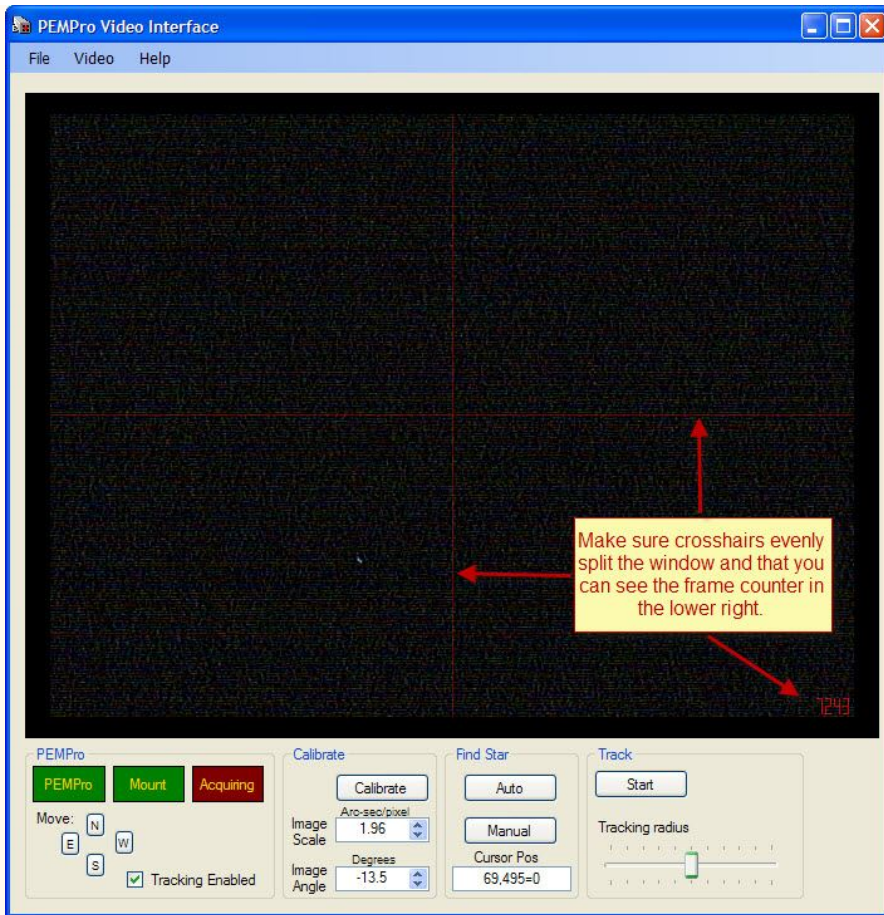 PEMPro Video Interface
File Video Help
Make sure crosshairs evenly
split the window and that you
can see the frame counter in
the lower right.
7243
PEMPro
PEMPro Mount Acquiring
Move:
N
E
W
S
Tracking Enabled
Calibrate
Calibrate
Arc-sec/pixel
Image
Scale
1.96
Degrees
Image
Angle
-13.5
Find Star
Auto
Manual
Cursor Pos
69,495=0
Track
Start
Tracking radius